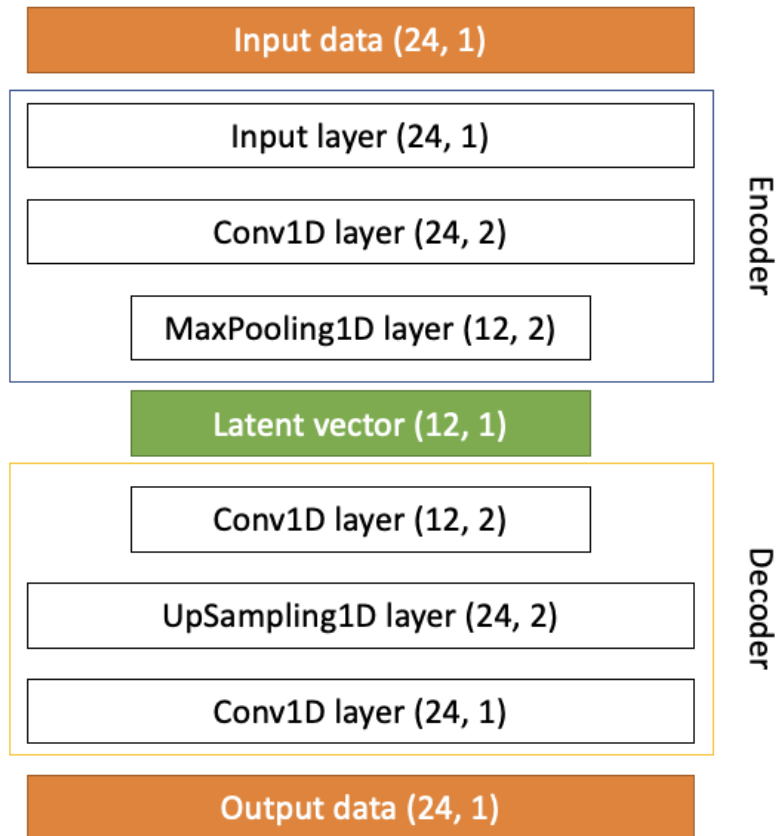 Input data (24, 1)
Input layer (24, 1)
Conv1D layer (24, 2)
MaxPooling1D layer (12, 2)
Encoder
Latent vector (12, 1)
Conv1D layer (12, 2)
UpSampling1D layer (24, 2)
Conv1D layer (24, 1)
Decoder
Output data (24, 1)